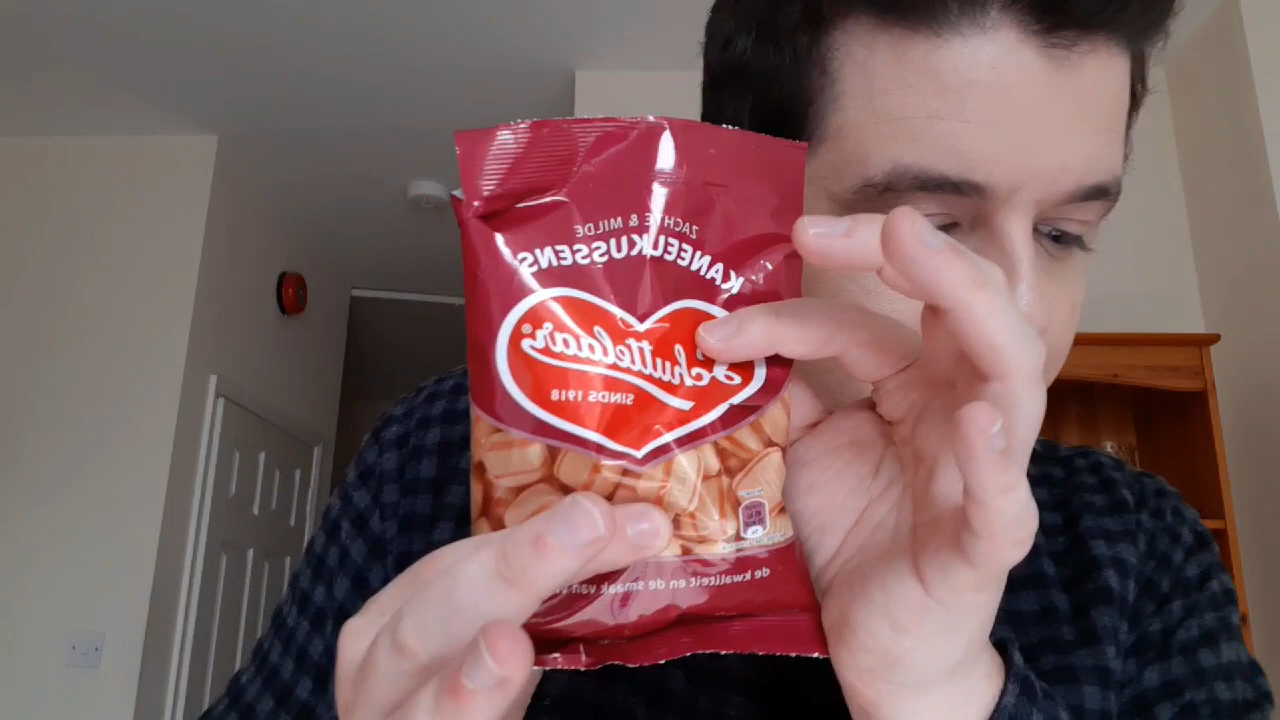 ZACHTE & MILDE
KANEELKUSSENS
Schuttelaar®
SINDS 1918
de kwaliteit en de smaak van